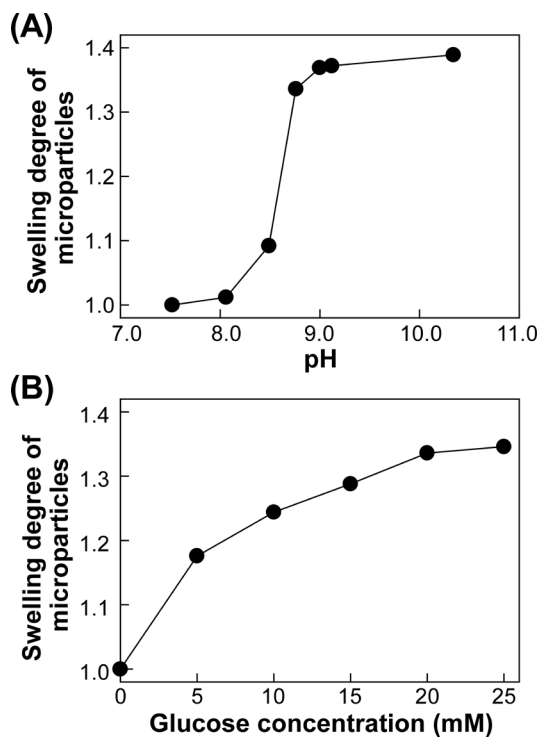 (A)
Swelling degree of
microparticles
1.4
1.3
1.2
1.1
1.0
7.0 8.0 9.0 10.0 11.0
pH
(B)
Swelling degree of
microparticles
1.4
1.3
1.2
1.1
1.0
0 5 10 15 20 25
Glucose concentration (mM)